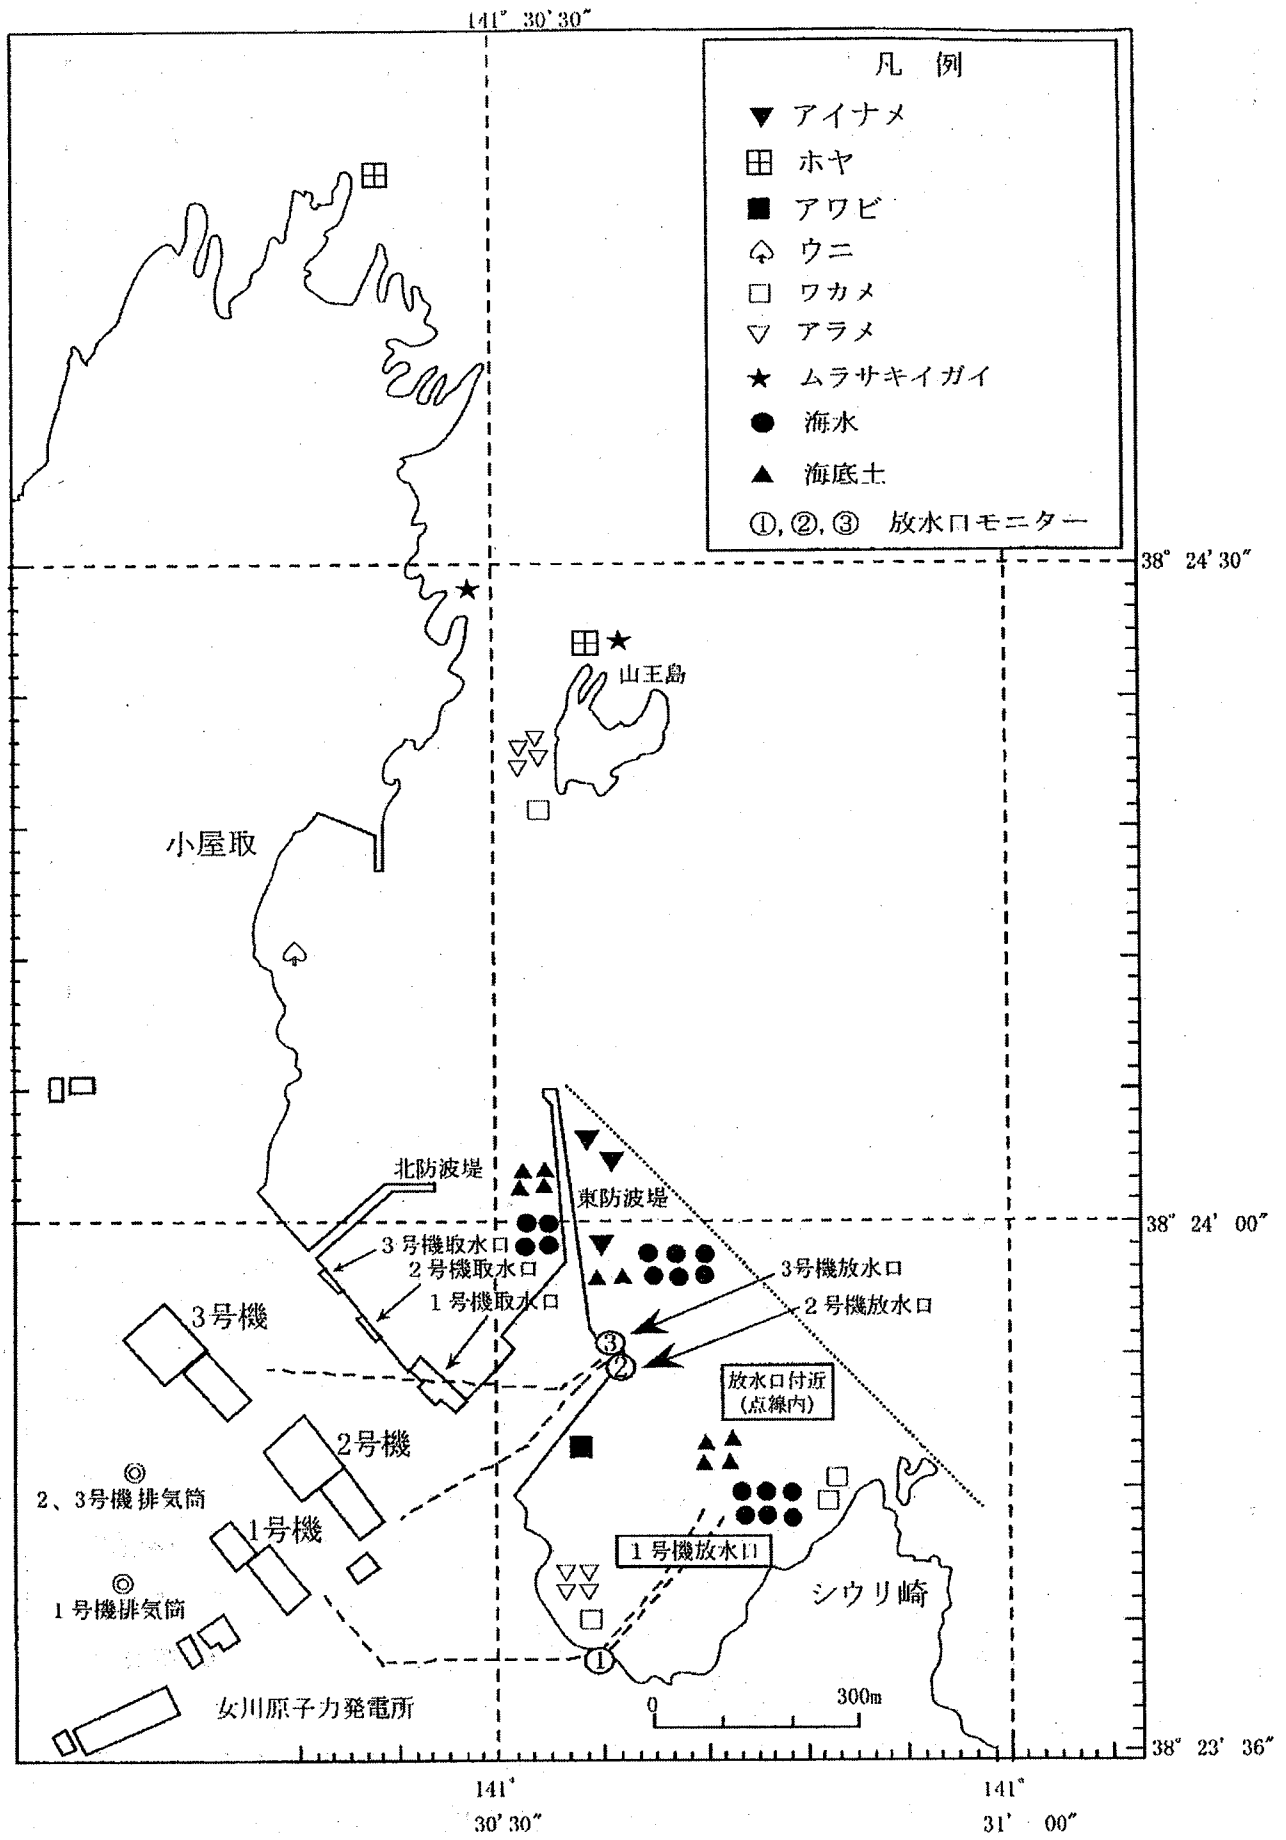 141° 30′30″
凡 例
アイナメ
ホヤ
アワビ
ウニ
ワカメ
アラメ
ムラサキイガイ
海水
海底土
①,②,③ 放水口モニター
38° 24′30″
山王島
小屋取
北防波堤
東防波堤
38° 24′00″
3号機取水口
2号機取水口
1号機取水口
3号機放水口
2号機放水口
3号機
③
②
放水口付近
(点線内)
2号機
2、3号機排気筒
1号機
1号機放水口
シウリ崎
1号機排気筒
①
0 300m
女川原子力発電所
38° 23′36″
141°
30′30″
141°
31′ 00″